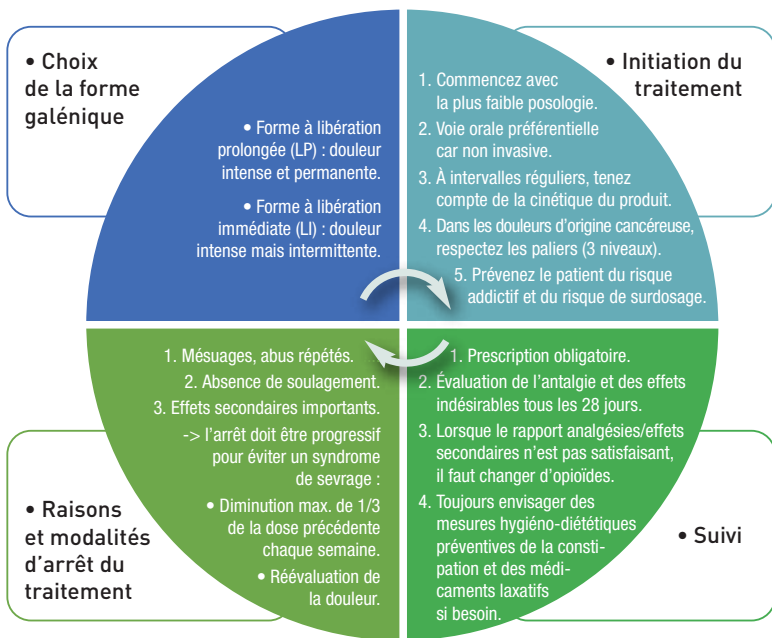 • Choix
de la forme
galénique
• Forme à libération
prolongée (LP) : douleur
intense et permanente.
• Forme à libération
immédiate (LI) : douleur
intense mais intermittente.
• Initiation du
traitement
1. Commencez avec
la plus faible posologie.
2. Voie orale préférentielle
car non invasive.
3. À intervalles réguliers, tenez
compte de la cinétique du produit.
4. Dans les douleurs d’origine cancéreuse,
respectez les paliers (3 niveaux).
5. Prévenez le patient du risque
addictif et du risque de surdosage.
1. Mésuages, abus répétés.
2. Absence de soulagement.
3. Effets secondaires importants.
-> l’arrêt doit être progressif
pour éviter un syndrome
de sevrage :
• Diminution max. de 1/3
de la dose précédente
chaque semaine.
• Réévaluation de
la douleur.
• Raisons
et modalités
d’arrêt du
traitement
1. Prescription obligatoire.
2. Évaluation de l’antalgie et des effets
indésirables tous les 28 jours.
3. Lorsque le rapport analgésies/effets
secondaires n’est pas satisfaisant,
il faut changer d’opioïdes.
4. Toujours envisager des
mesures hygiéno-diététiques
préventives de la consti-
pation et des médi-
caments laxatifs
si besoin.
• Suivi